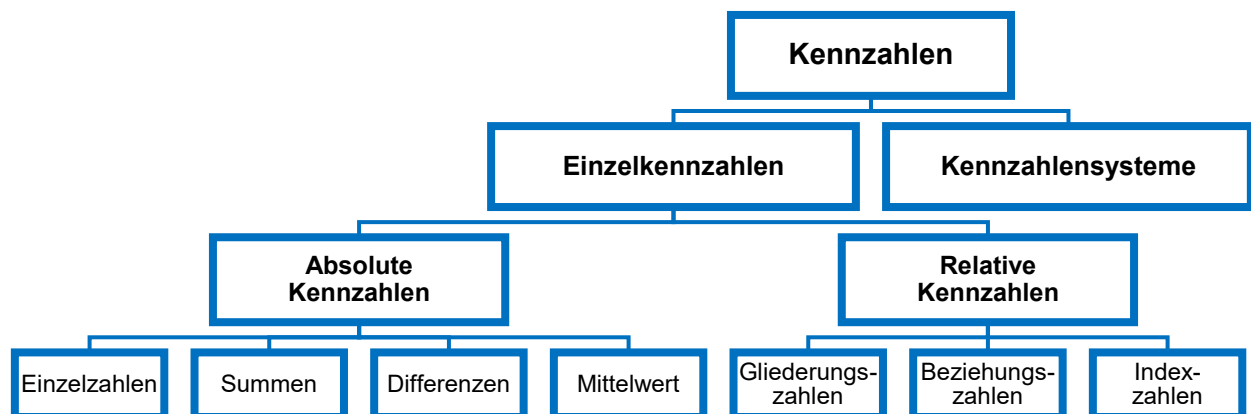 Kennzahlen
Einzelkennzahlen
Kennzahlensysteme
Absolute
Kennzahlen
Relative
Kennzahlen
Einzelzahlen
Summen
Differenzen
Mittelwert
Gliederungs-
zahlen
Beziehungs-
zahlen
Index-
zahlen